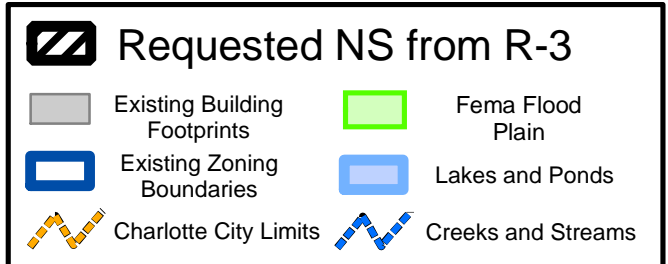 Requested NS from R-3
Existing Building
Footprints
Fema Flood
Plain
Existing Zoning
Boundaries
Lakes and Ponds
Charlotte City Limits
Creeks and Streams